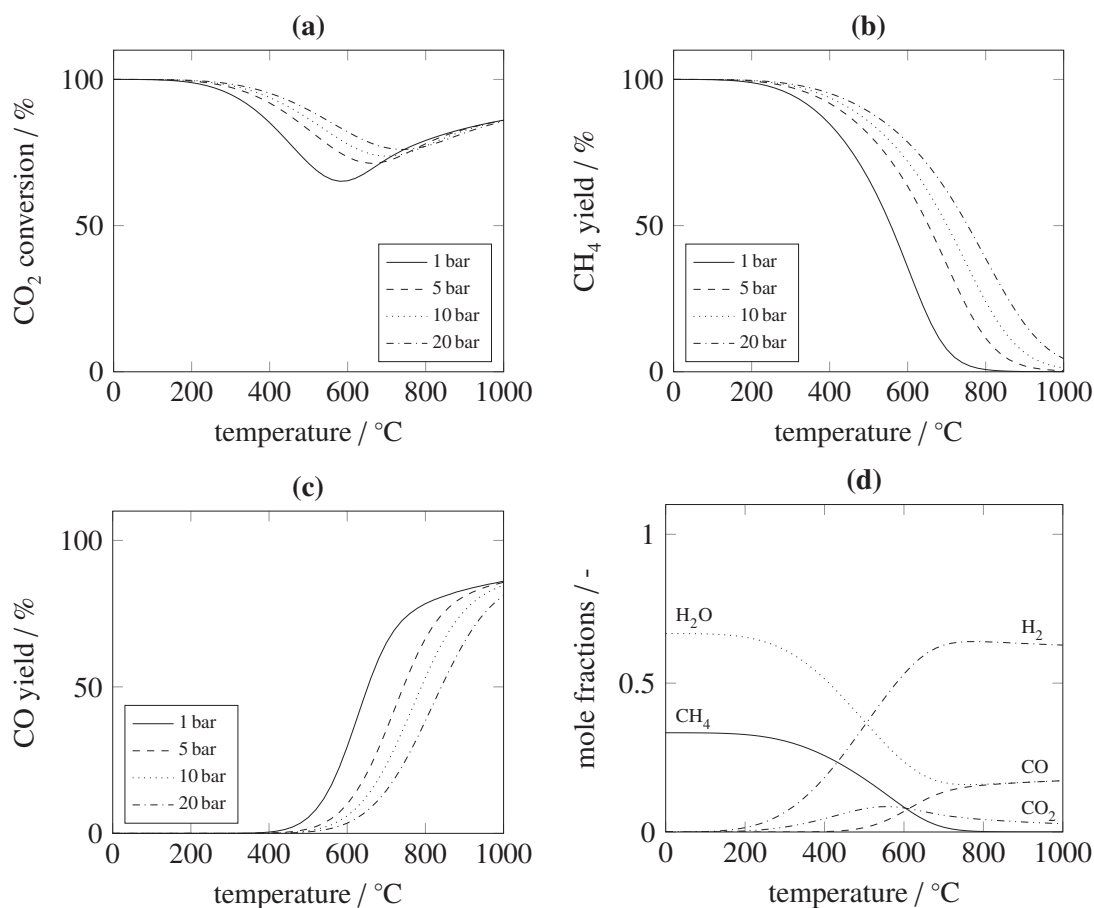 (a)
CO₂ conversion / %
100
50
0
0 200 400 600 800 1000
temperature / °C
1 bar
5 bar
10 bar
20 bar
(b)
CH₄ yield / %
100
50
0
0 200 400 600 800 1000
temperature / °C
1 bar
5 bar
10 bar
20 bar
(c)
CO yield / %
100
50
0
0 200 400 600 800 1000
temperature / °C
1 bar
5 bar
10 bar
20 bar
(d)
mole fractions / -
1
0.5
0
0 200 400 600 800 1000
temperature / °C
H₂O
CH₄
H₂
CO
CO₂